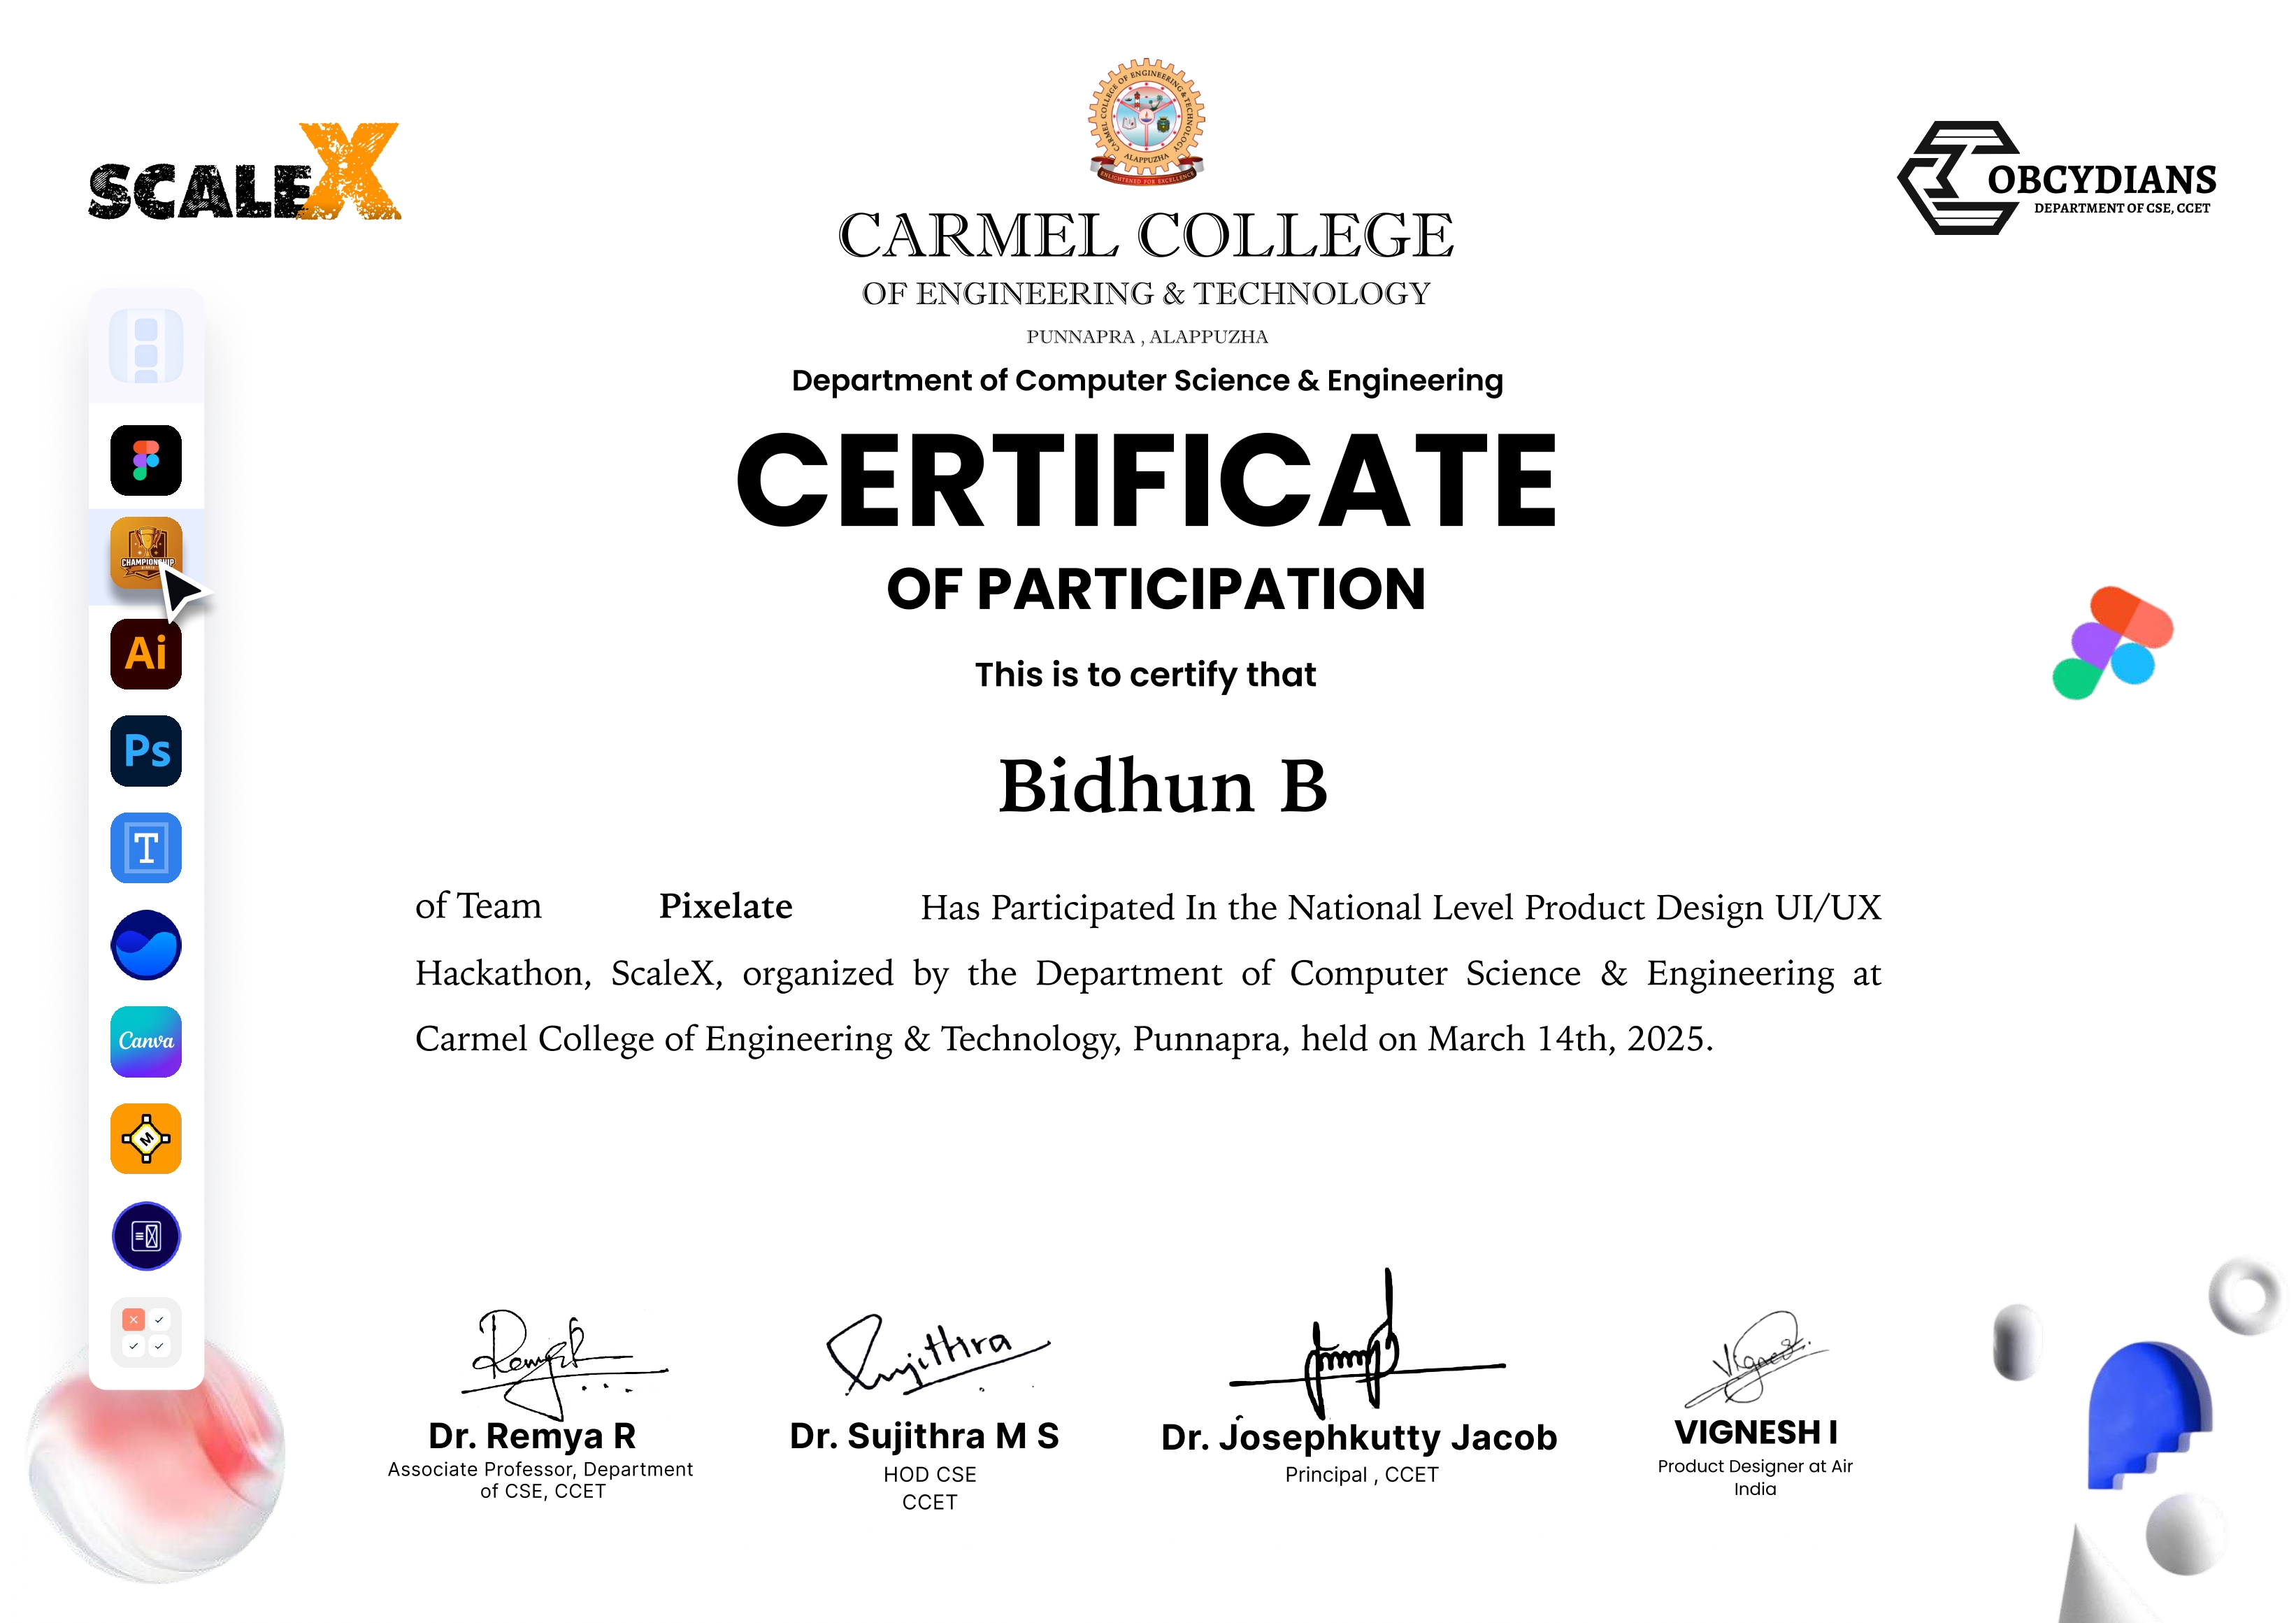 SCALEX
CARMEL COLLEGE OF ENGINEERING & TECHNOLOGY
ALAPPUZHA
ENLIGHTENED FOR EXCELLENCE
OBCYDIANS
DEPARTMENT OF CSE, CCET
CARMEL COLLEGE
OF ENGINEERING & TECHNOLOGY
PUNNAPRA , ALAPPUZHA
Department of Computer Science & Engineering
CERTIFICATE
OF PARTICIPATION
This is to certify that
Bidhun B
of Team Pixelate Has Participated In the National Level Product Design UI/UX
Hackathon, ScaleX, organized by the Department of Computer Science & Engineering at
Carmel College of Engineering & Technology, Punnapra, held on March 14th, 2025.
Ai
Ps
T
Canva
M
Sujithra
Vignesh
Dr. Remya R
Associate Professor, Department
of CSE, CCET
Dr. Sujithra M S
HOD CSE
CCET
Dr. Josephkutty Jacob
Principal , CCET
VIGNESH I
Product Designer at Air
India